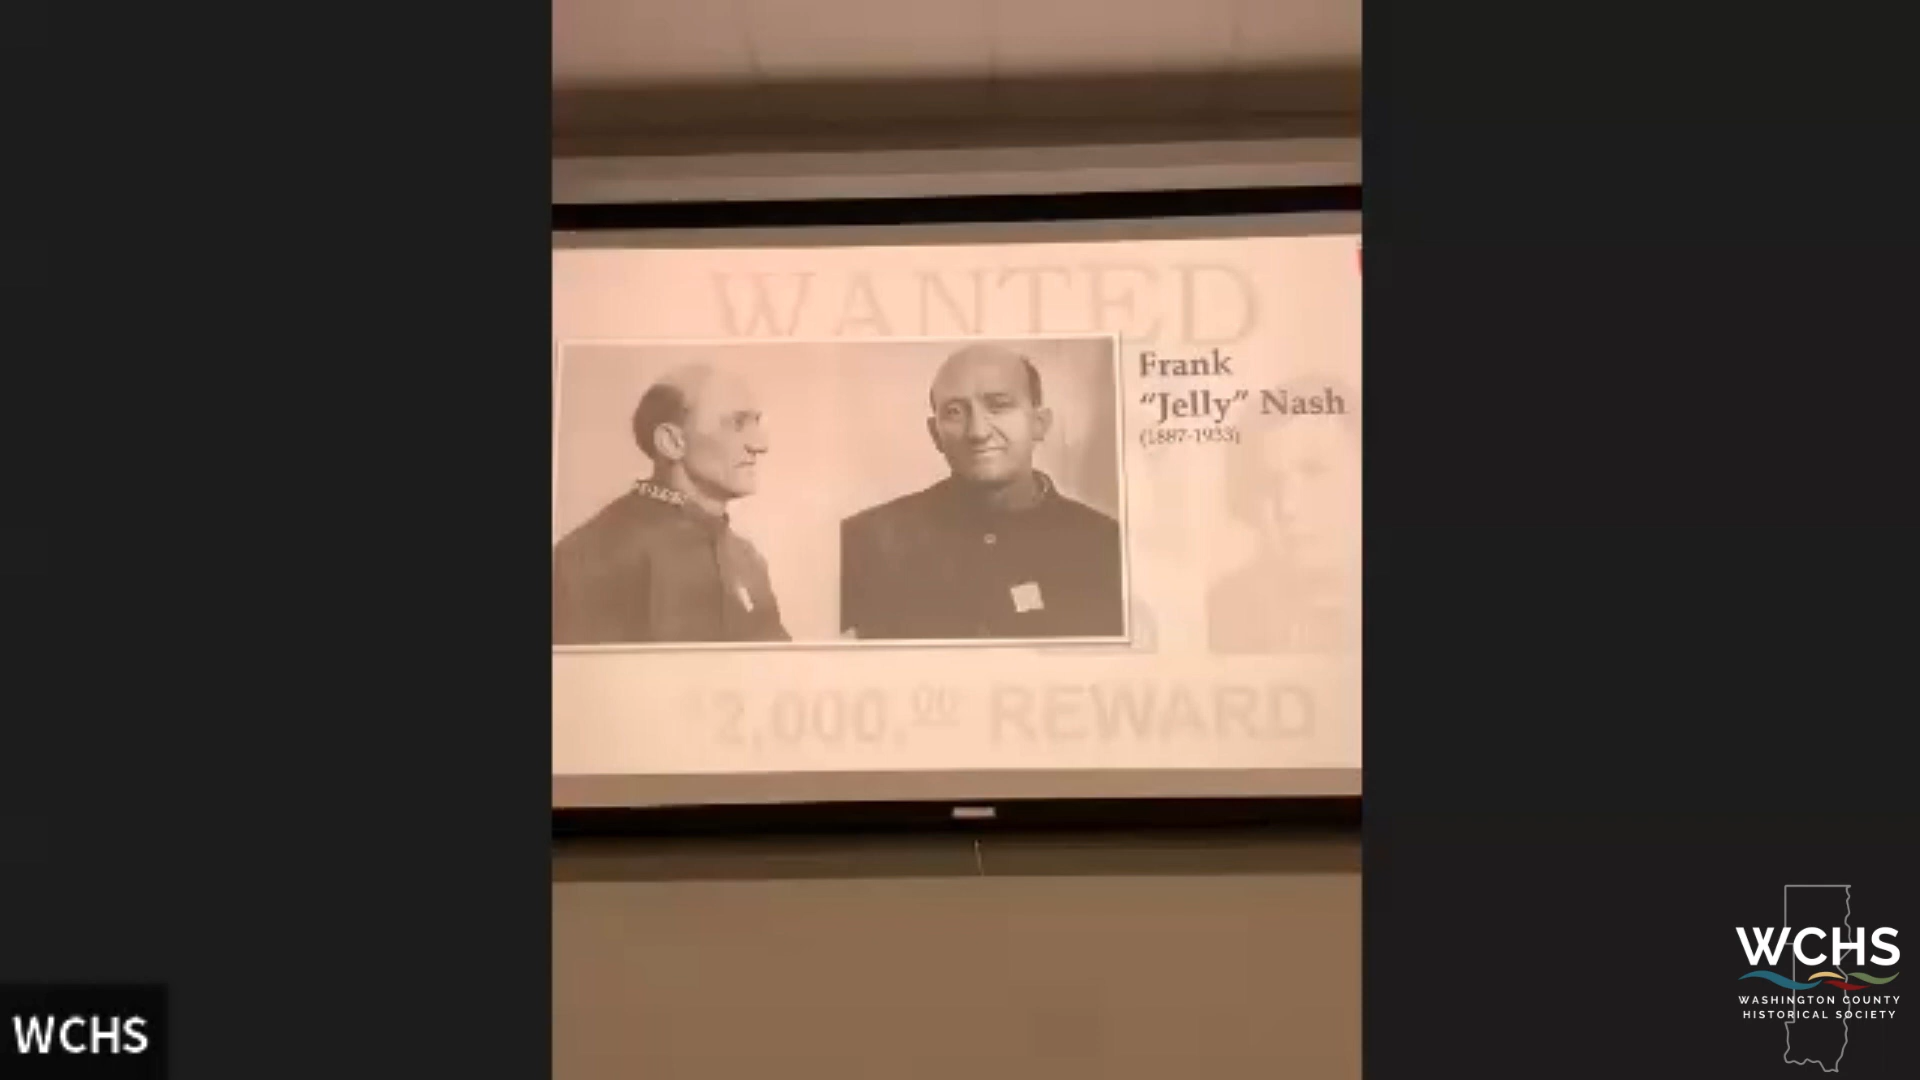 WANTED
Frank
“Jelly” Nash
(1887-1933)
2,000.00 REWARD
WCHS
WCHS
WASHINGTON COUNTY
HISTORICAL SOCIETY